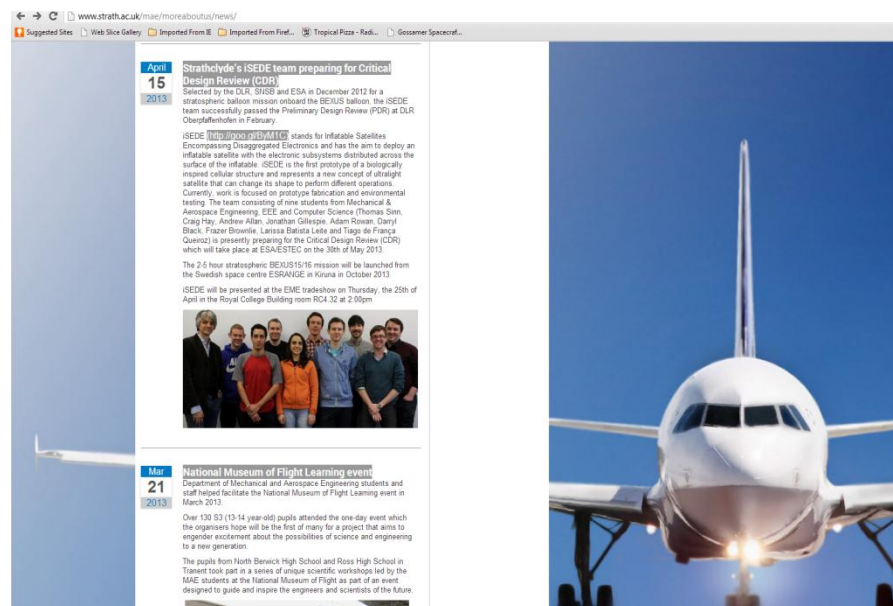 www.strath.ac.uk/mae/moreaboutus/news/
Suggested Sites Web Slice Gallery Imported From IE Imported From Firef... Tropical Pizza - Radi... Gossamer Spacecraf...
April
15
2013
Strathclyde's iSEDE team preparing for Critical
Design Review (CDR)
Selected by the DLR, SNSB and ESA in December 2012 for a
stratospheric balloon mission onboard the BEXUS balloon, the iSEDE
team successfully passed the Preliminary Design Review (PDR) at DLR
Oberpfaffenhofen in February.
iSEDE (http://goo.gl/ByM1C) stands for Inflatable Satellites
Encompassing Disaggregated Electronics and has the aim to deploy an
inflatable satellite with the electronic subsystems distributed across the
surface of the inflatable. iSEDE is the first prototype of a biologically
inspired cellular structure and represents a new concept of ultralight
satellite that can change its shape to perform different operations.
Currently, work is focused on prototype fabrication and environmental
testing. The team consisting of nine students from Mechanical &
Aerospace Engineering, EEE and Computer Science (Thomas Sinn,
Craig Hay, Andrew Allan, Jonathan Gillespie, Adam Rowan, Darryl
Black, Frazer Brownlie, Larissa Batista Leite and Tiago de França
Queiroz) is presently preparing for the Critical Design Review (CDR)
which will take place at ESA/ESTEC on the 30th of May 2013.
The 2-5 hour stratospheric BEXUS15/16 mission will be launched from
the Swedish space centre ESRANGE in Kiruna in October 2013.
iSEDE will be presented at the EME tradeshow on Thursday, the 25th of
April in the Royal College Building room RC4.32 at 2:00pm
Mar
21
2013
National Museum of Flight Learning event
Department of Mechanical and Aerospace Engineering students and
staff helped facilitate the National Museum of Flight Learning event in
March 2013.
Over 130 S3 (13-14 year-old) pupils attended the one-day event which
the organisers hope will be the first of many for a project that aims to
engender excitement about the possibilities of science and engineering
to a new generation.
The pupils from North Berwick High School and Ross High School in
Tranent took part in a series of unique scientific workshops led by the
MAE students at the National Museum of Flight as part of an event
designed to guide and inspire the engineers and scientists of the future.